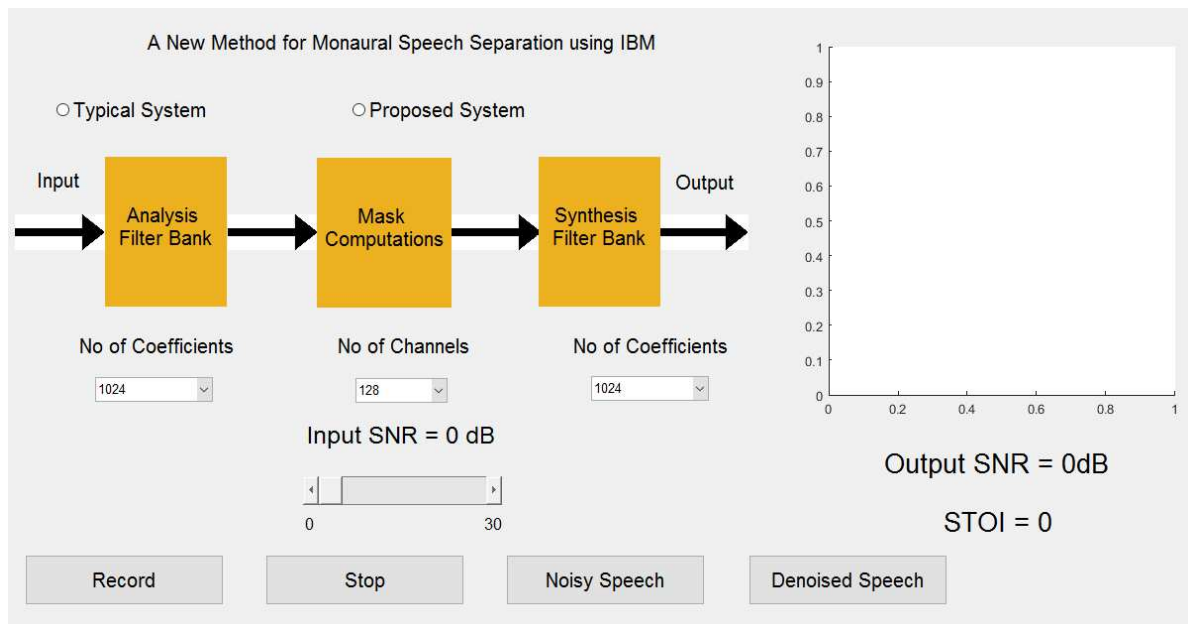 A New Method for Monaural Speech Separation using IBM
Typical System
Proposed System
Input
Analysis
Filter Bank
Mask
Computations
Synthesis
Filter Bank
Output
No of Coefficients
No of Channels
No of Coefficients
1024
128
1024
Input SNR = 0 dB
0
30
Record
Stop
Noisy Speech
Denoised Speech
1
0.9
0.8
0.7
0.6
0.5
0.4
0.3
0.2
0.1
0
0
0.2
0.4
0.6
0.8
1
Output SNR = 0dB
STOI = 0